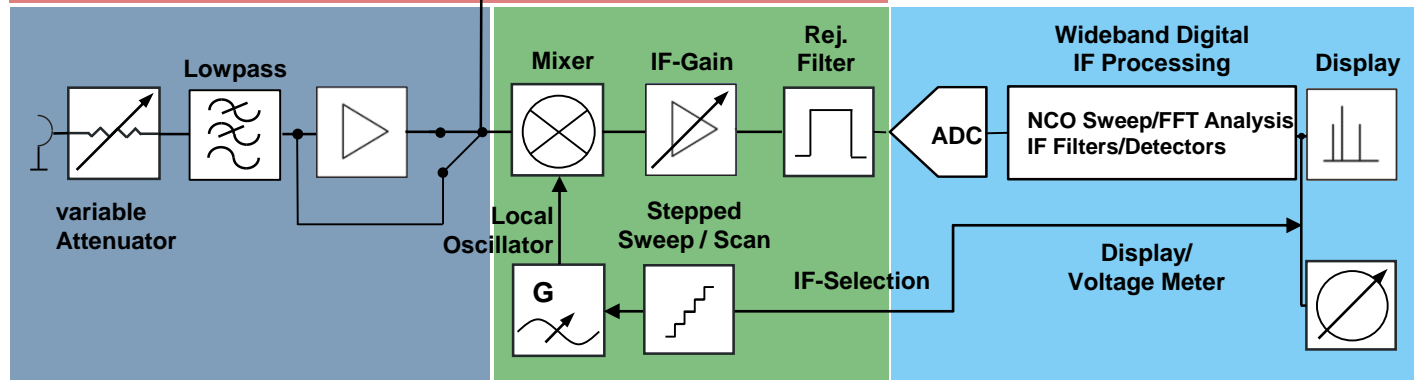 Lowpass
variable
Attenuator
Mixer
IF-Gain
Rej.
Filter
Local
Oscillator
G
Stepped
Sweep / Scan
IF-Selection
ADC
Wideband Digital
IF Processing
NCO Sweep/FFT Analysis
IF Filters/Detectors
Display
Display/
Voltage Meter